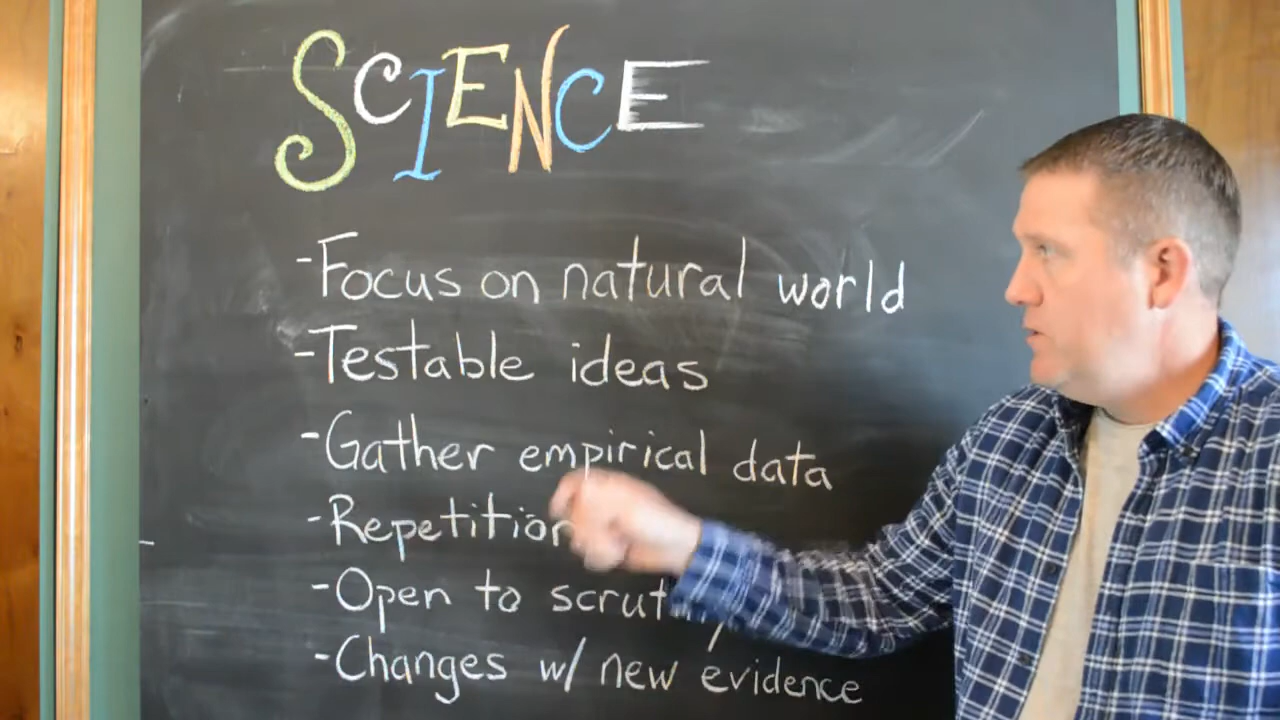 SCIENCE
-Focus on natural world
-Testable ideas
-Gather empirical data
-Repetition
-Open to
-Changes w/ new evidence